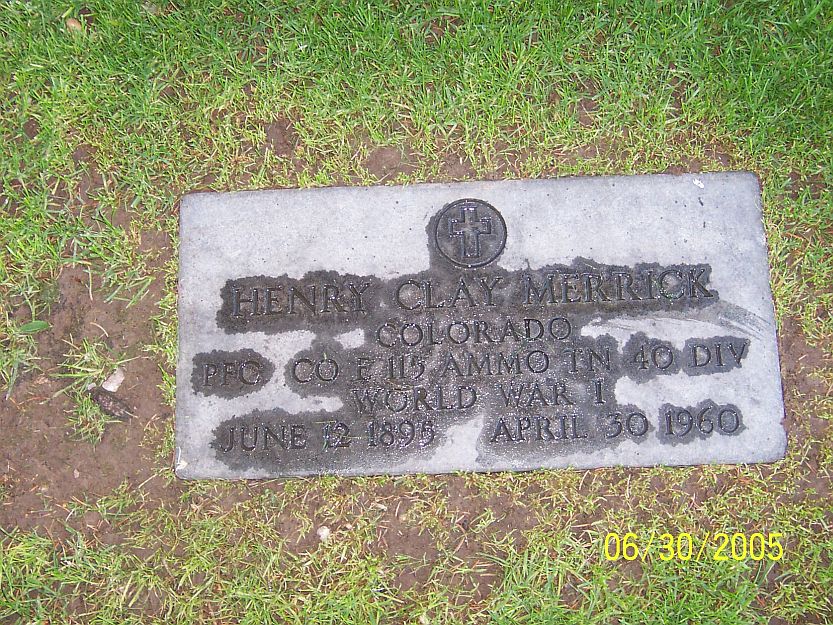 HENRY CLAY MERRICK
COLORADO
PFC CO F 115 AMMO TN 40 DIV
WORLD WAR I
JUNE 12 1895 APRIL 30 1960
06/30/2005